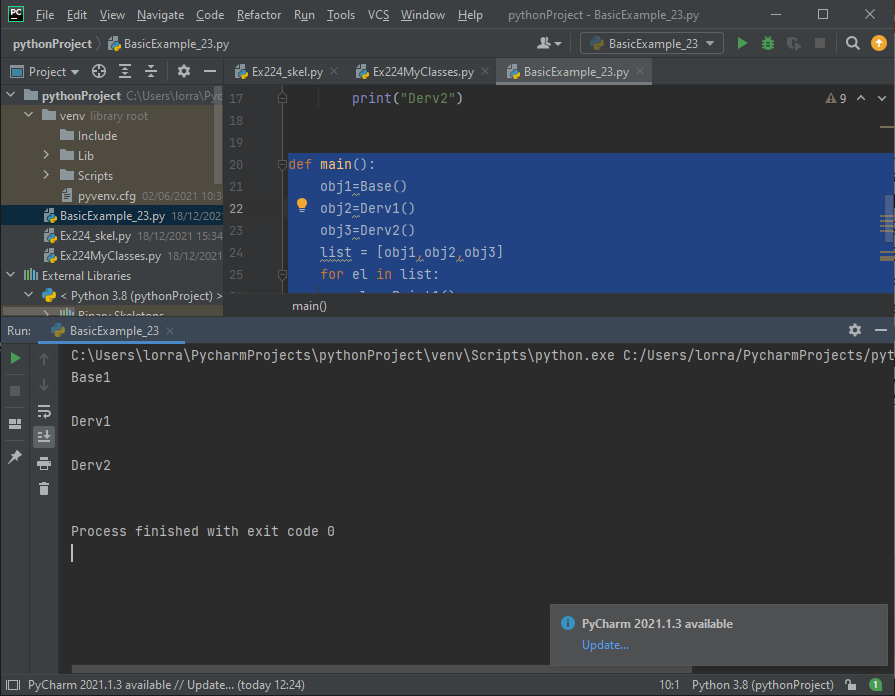 PC File Edit View Navigate Code Refactor Run Tools VCS Window Help pythonProject - BasicExample_23.py
pythonProject BasicExample_23.py BasicExample_23
Project Ex224_skel.py Ex224MyClasses.py BasicExample_23.py
pythonProject C:\Users\lorra\Pyc
venv library root
Include
Lib
Scripts
pyvenv.cfg 02/06/2021 10:3
BasicExample_23.py 18/12/202
Ex224_skel.py 18/12/2021 15:34
Ex224MyClasses.py 18/12/2021
External Libraries
< Python 3.8 (pythonProject) >
Binary Skeletons
17 print("Derv2")
9
18
19
20 def main():
21 obj1=Base()
22 obj2=Derv1()
23 obj3=Derv2()
24 list = [obj1,obj2,obj3]
25 for el in list:
main()
Run: BasicExample_23
C:\Users\lorra\PycharmProjects\pythonProject\venv\Scripts\python.exe C:/Users/lorra/PycharmProjects/pyt
Base1
Derv1
Derv2
Process finished with exit code 0
PyCharm 2021.1.3 available
Update...
PyCharm 2021.1.3 available // Update... (today 12:24) 10:1 Python 3.8 (pythonProject) 1